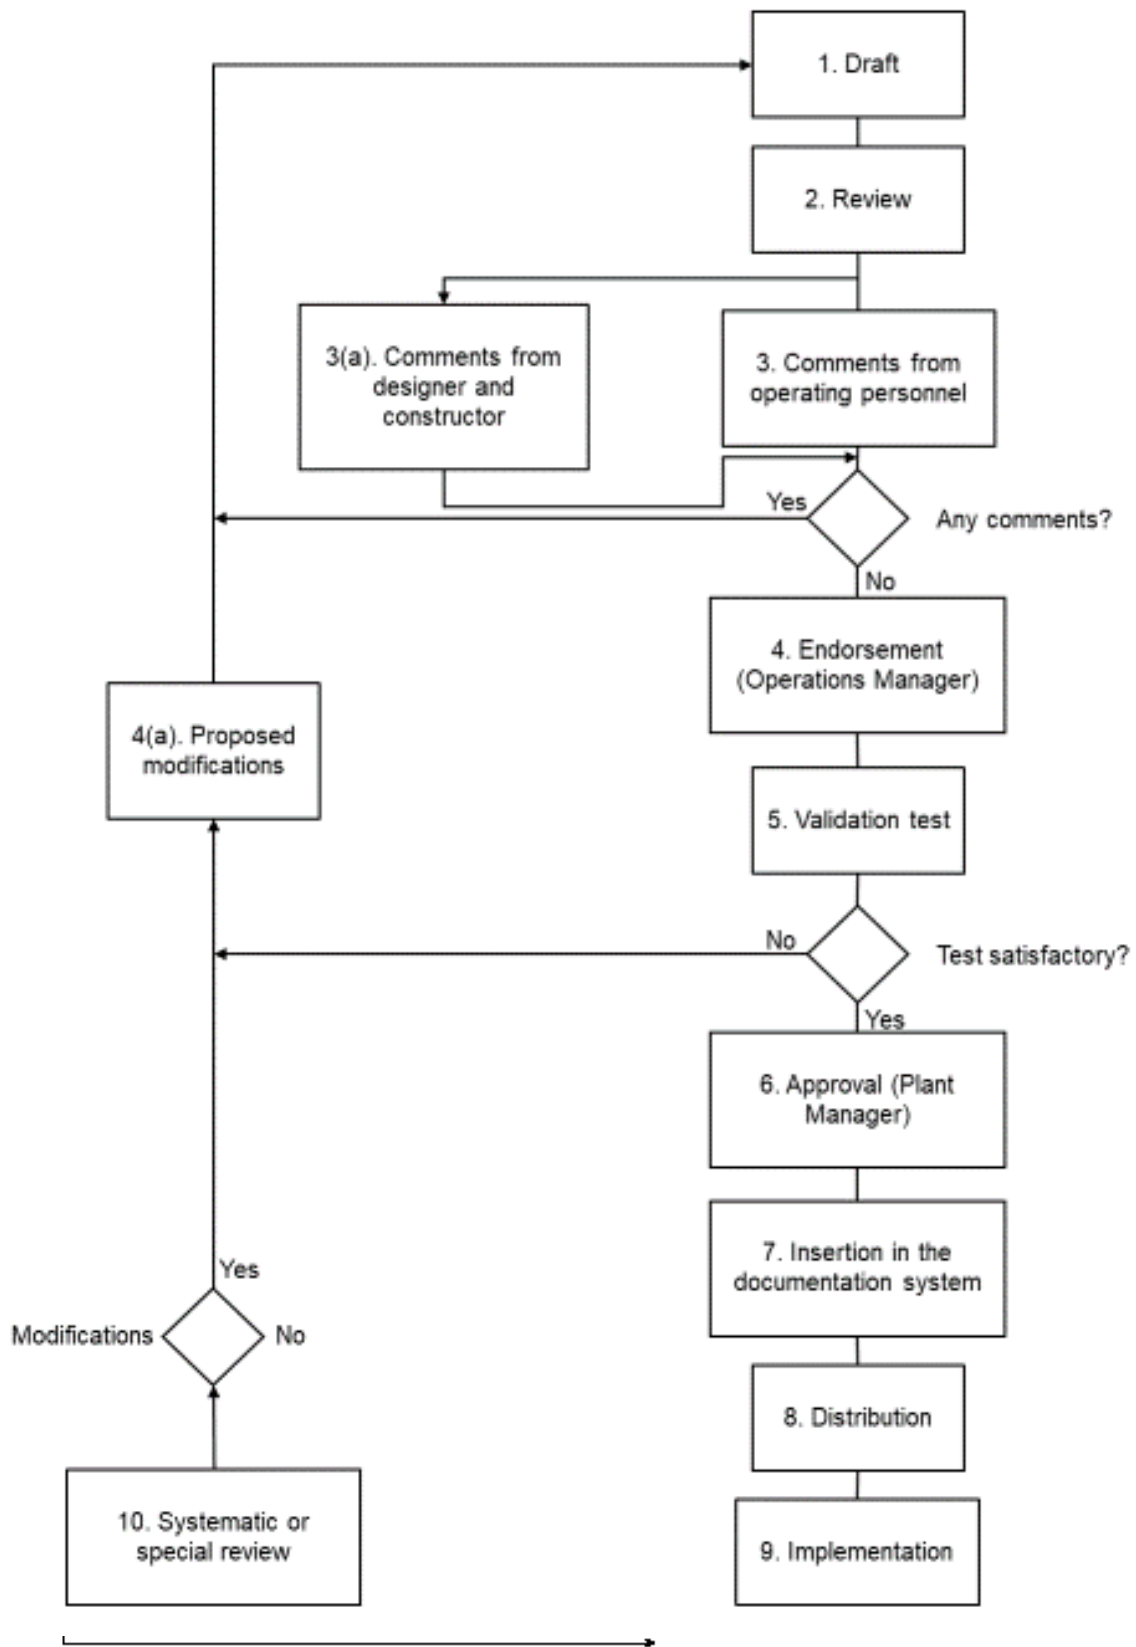 1. Draft
2. Review
3(a). Comments from
designer and
constructor
3. Comments from
operating personnel
Yes
Any comments?
No
4. Endorsement
(Operations Manager)
4(a). Proposed
modifications
5. Validation test
No
Test satisfactory?
Yes
6. Approval (Plant
Manager)
7. Insertion in the
documentation system
Yes
Modifications
No
8. Distribution
10. Systematic or
special review
9. Implementation